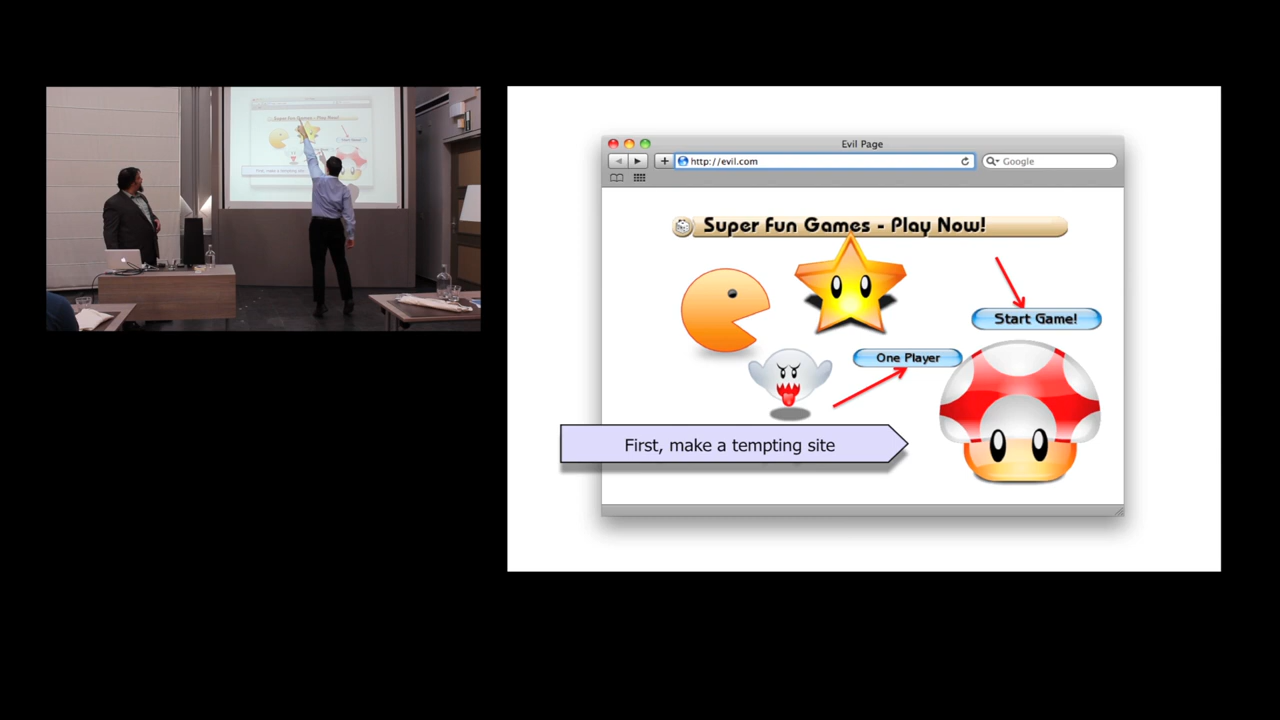 Evil Page
http://evil.com
Google
Super Fun Games - Play Now!
Start Game!
One Player
First, make a tempting site